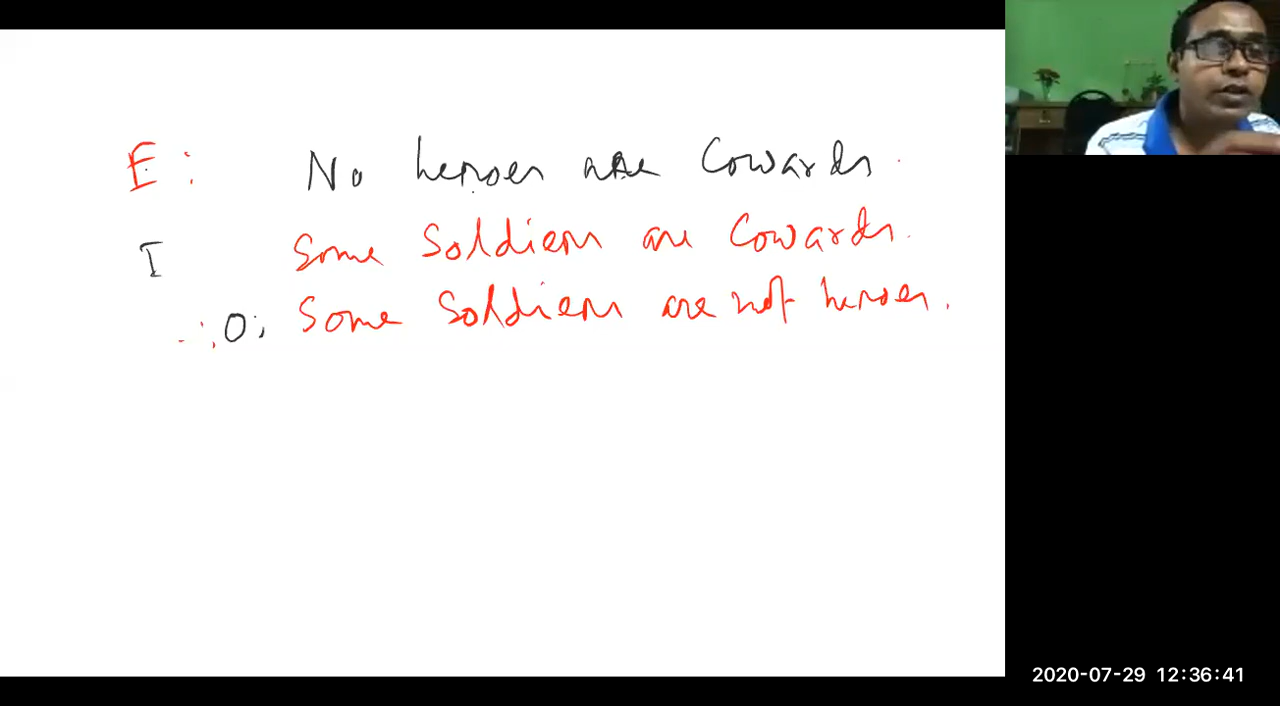 E: No heroes are Cowards.
I Some Soldiers are Cowards.
∴ O: Some Soldiers are not heroes.
2020-07-29 12:36:41